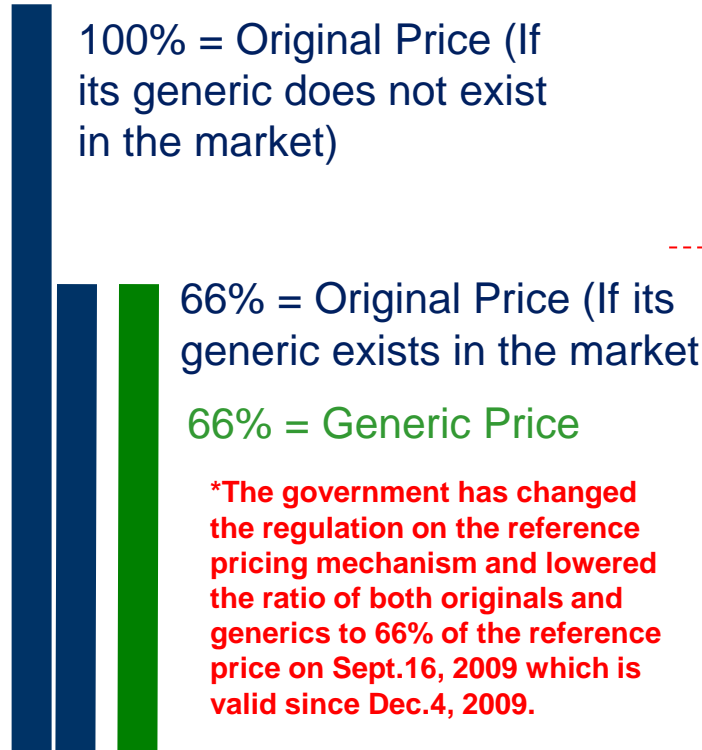 100% = Original Price (If
its generic does not exist
in the market)
66% = Original Price (If its
generic exists in the market
66% = Generic Price
*The government has changed
the regulation on the reference
pricing mechanism and lowered
the ratio of both originals and
generics to 66% of the reference
price on Sept.16, 2009 which is
valid since Dec.4, 2009.